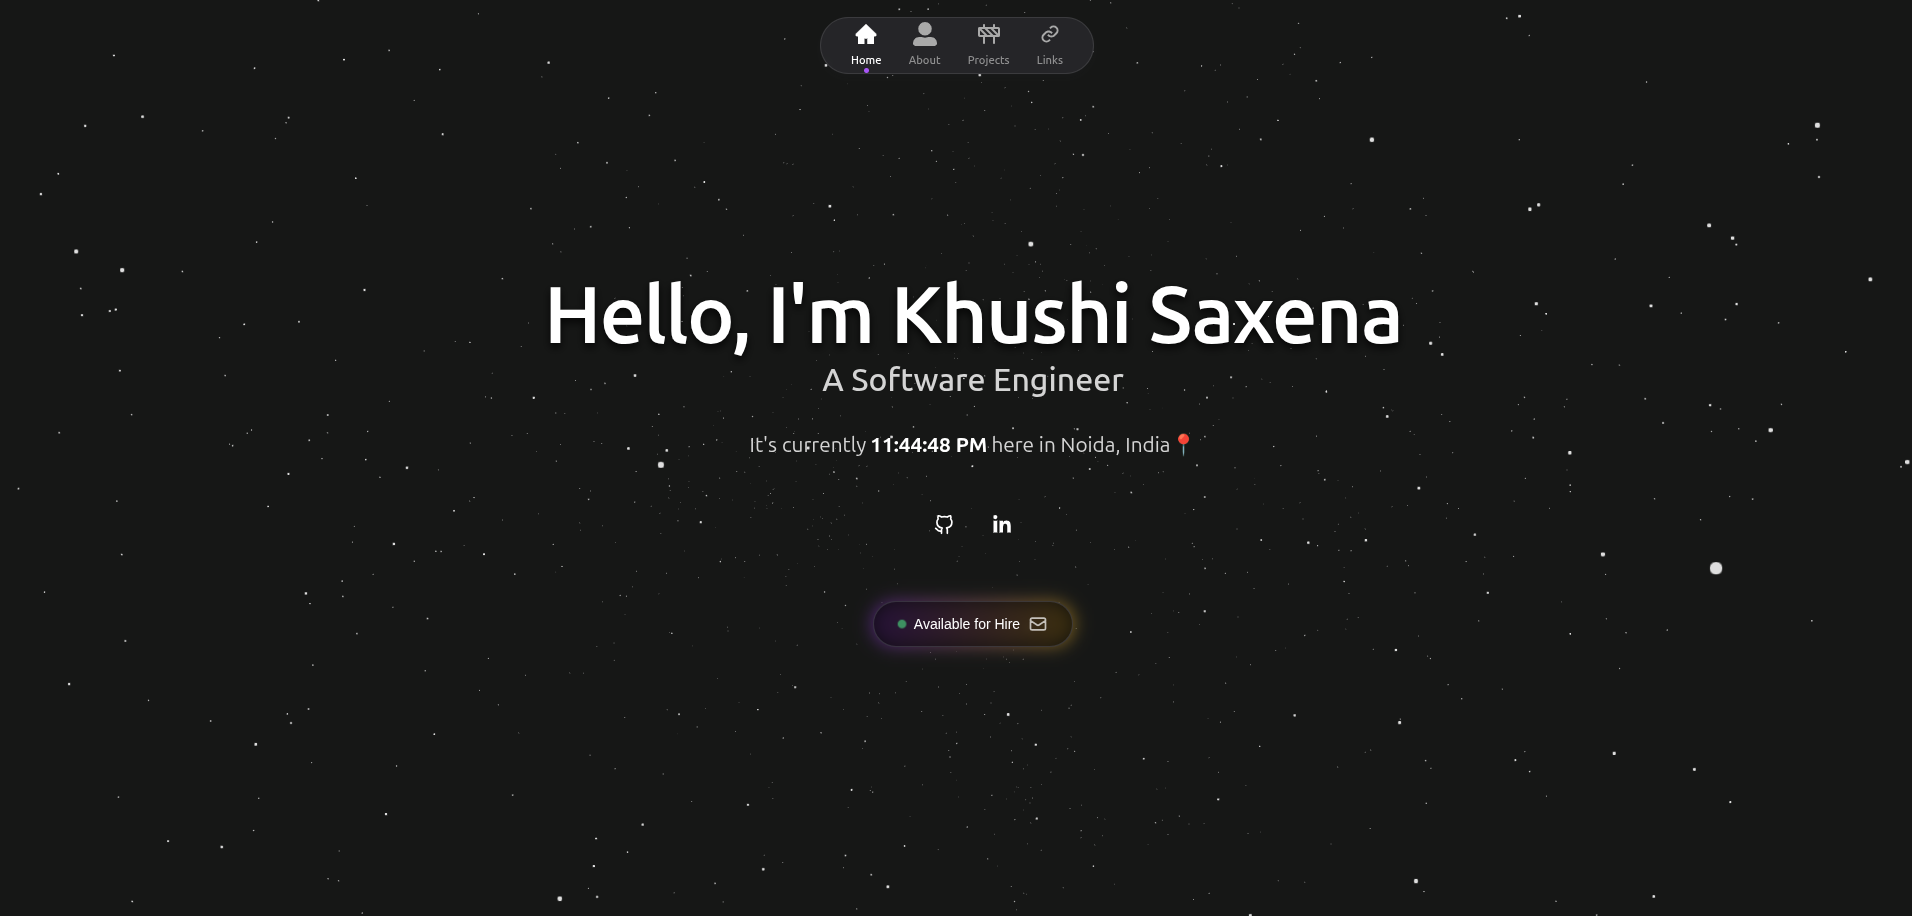 Home
About
Projects
Links
Hello, I'm Khushi Saxena
A Software Engineer
It's currently 11:44:48 PM here in Noida, India📍
in
Available for Hire